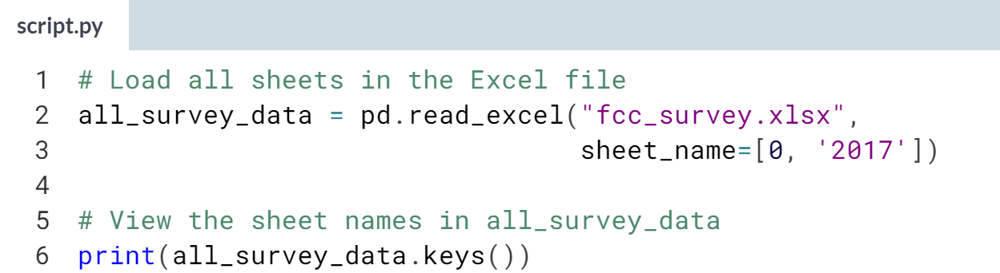 script.py
1 # Load all sheets in the Excel file
2 all_survey_data = pd.read_excel("fcc_survey.xlsx",
3                                 sheet_name=[0, '2017'])
4
5 # View the sheet names in all_survey_data
6 print(all_survey_data.keys())